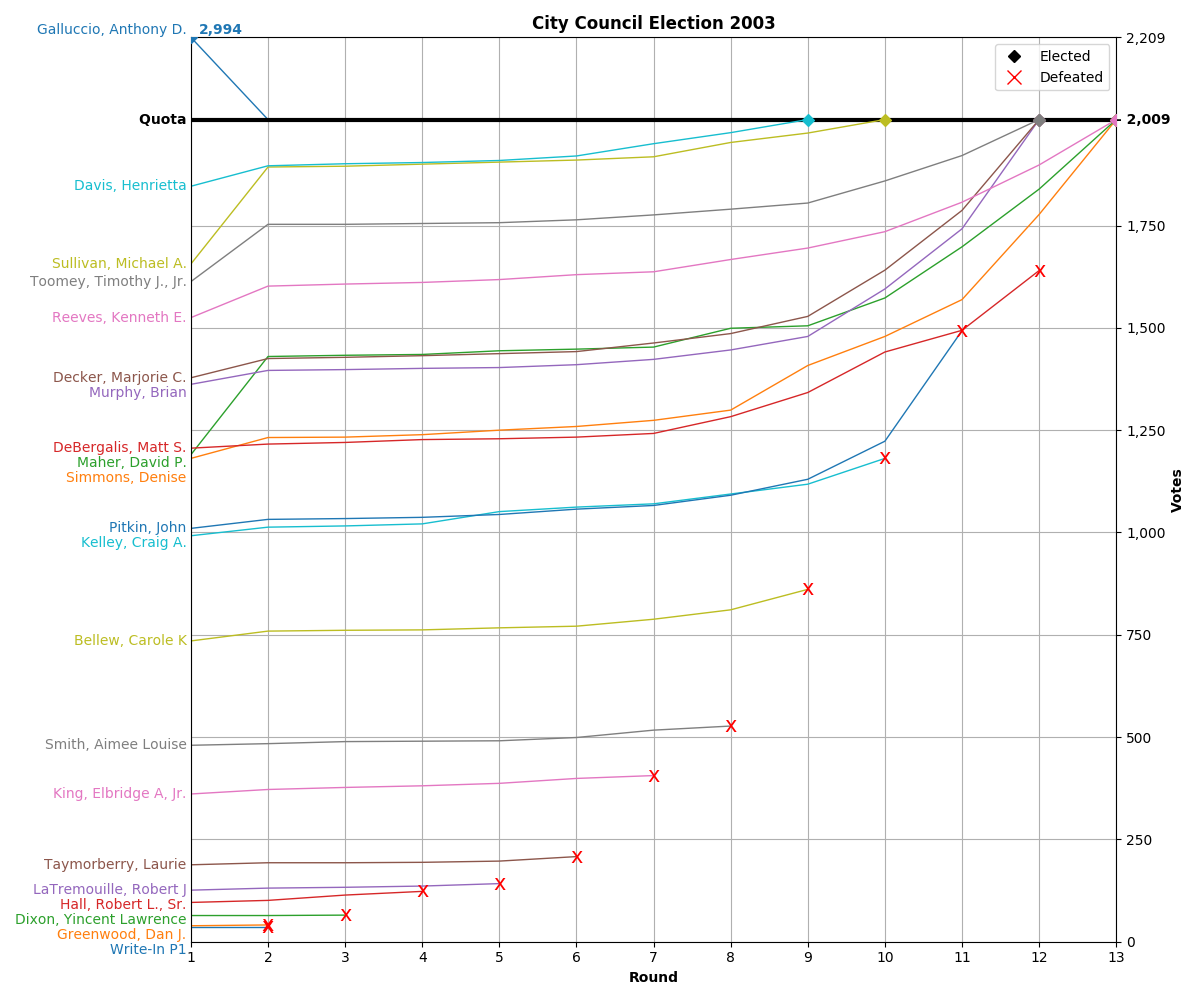 City Council Election 2003
Galluccio, Anthony D. 2,994
2,209
Elected
Defeated
Quota
2,009
Davis, Henrietta
1,750
Sullivan, Michael A.
Toomey, Timothy J., Jr.
Reeves, Kenneth E.
1,500
Decker, Marjorie C.
Murphy, Brian
1,250
DeBergalis, Matt S.
Maher, David P.
Simmons, Denise
Votes
Pitkin, John
1,000
Kelley, Craig A.
750
Bellew, Carole K
Smith, Aimee Louise
500
King, Elbridge A, Jr.
250
Taymorberry, Laurie
LaTremouille, Robert J
Hall, Robert L., Sr.
Dixon, Yincent Lawrence
Greenwood, Dan J.
Write-In P1
0
1 2 3 4 5 6 7 8 9 10 11 12 13
Round